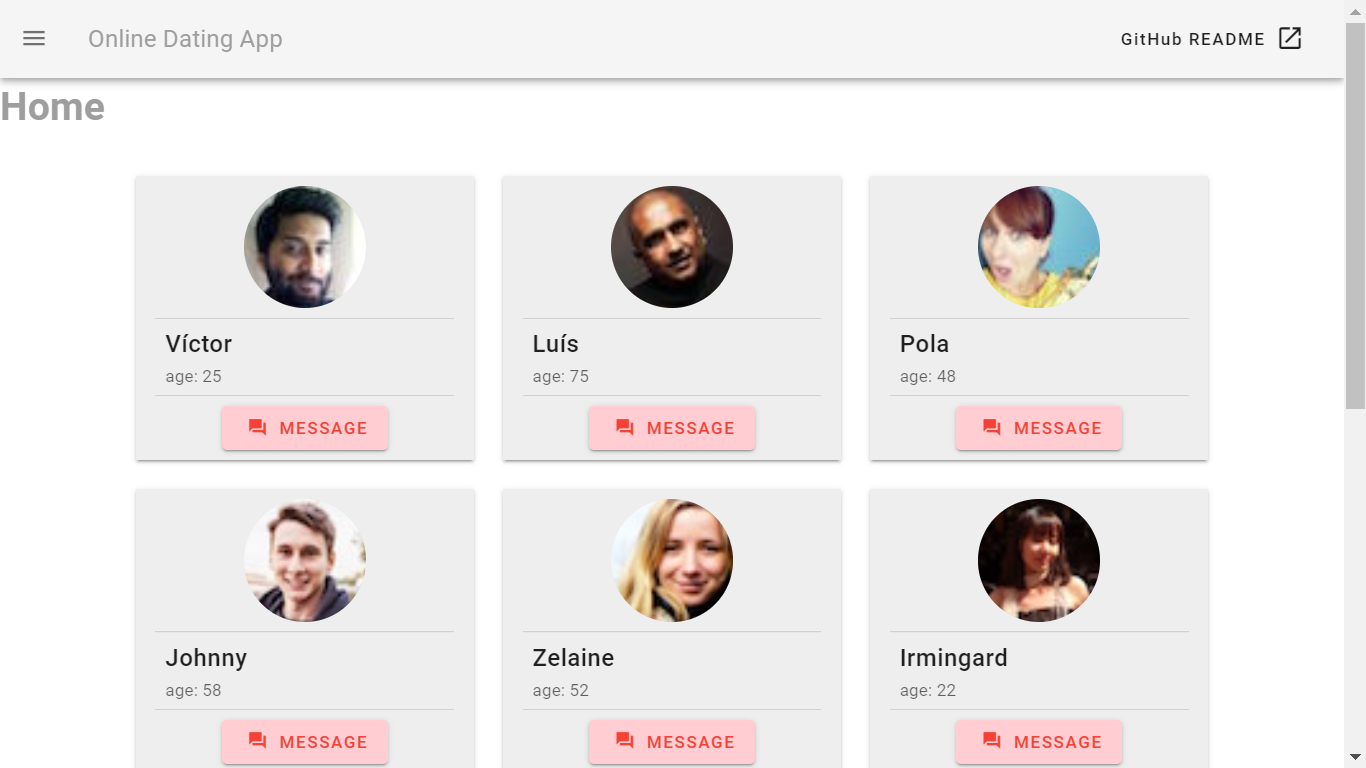 Online Dating App
GitHub README
Home
Víctor
age: 25
MESSAGE
Luís
age: 75
MESSAGE
Pola
age: 48
MESSAGE
Johnny
age: 58
MESSAGE
Zelaine
age: 52
MESSAGE
Irmingard
age: 22
MESSAGE